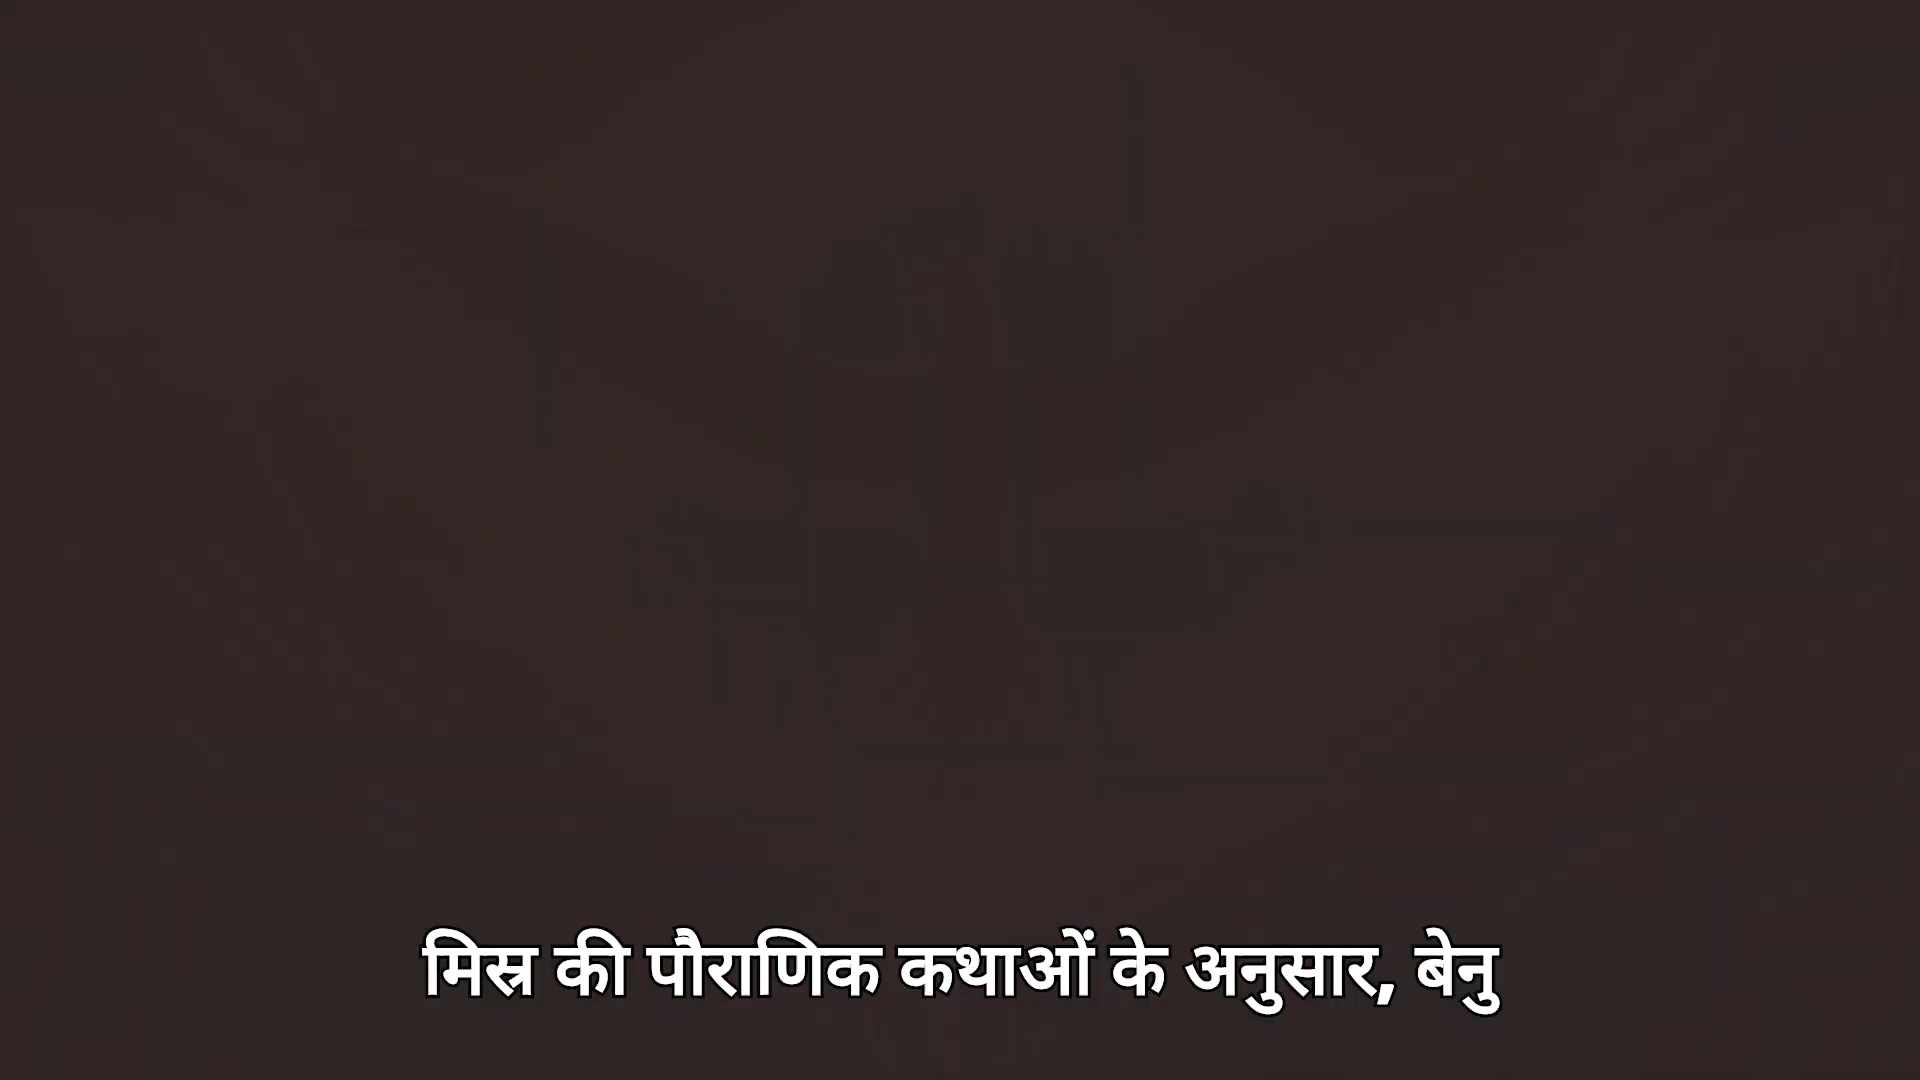 मिस्र की पौराणिक कथाओं के अनुसार, बेनु